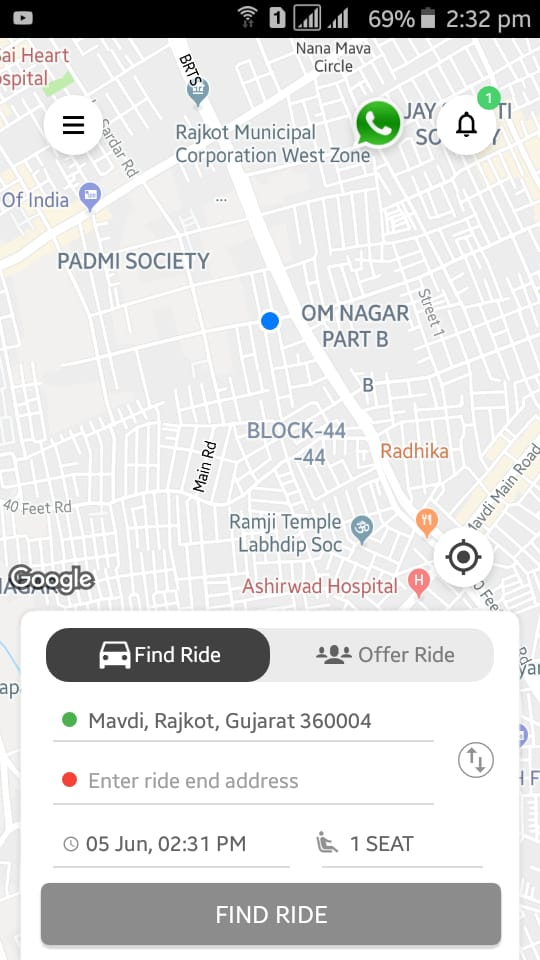 1
69%
2:32 pm
Sai Heart
ospital
BRTS
Nana Mava
Circle
1
JAY
TI
SO
Y
Sardar Rd
Rajkot Municipal
Corporation West Zone
...
Of India
PADMI SOCIETY
OM NAGAR
PART B
Street 1
B
BLOCK-44
-44
Main Rd
Radhika
Mavdi Main Road
40 Feet Rd
Ramji Temple
Labhdip Soc
Google
NAGAR
Ashirwad Hospital
H
Find Ride
Offer Ride
Mavdi, Rajkot, Gujarat 360004
Enter ride end address
05 Jun, 02:31 PM
1 SEAT
FIND RIDE